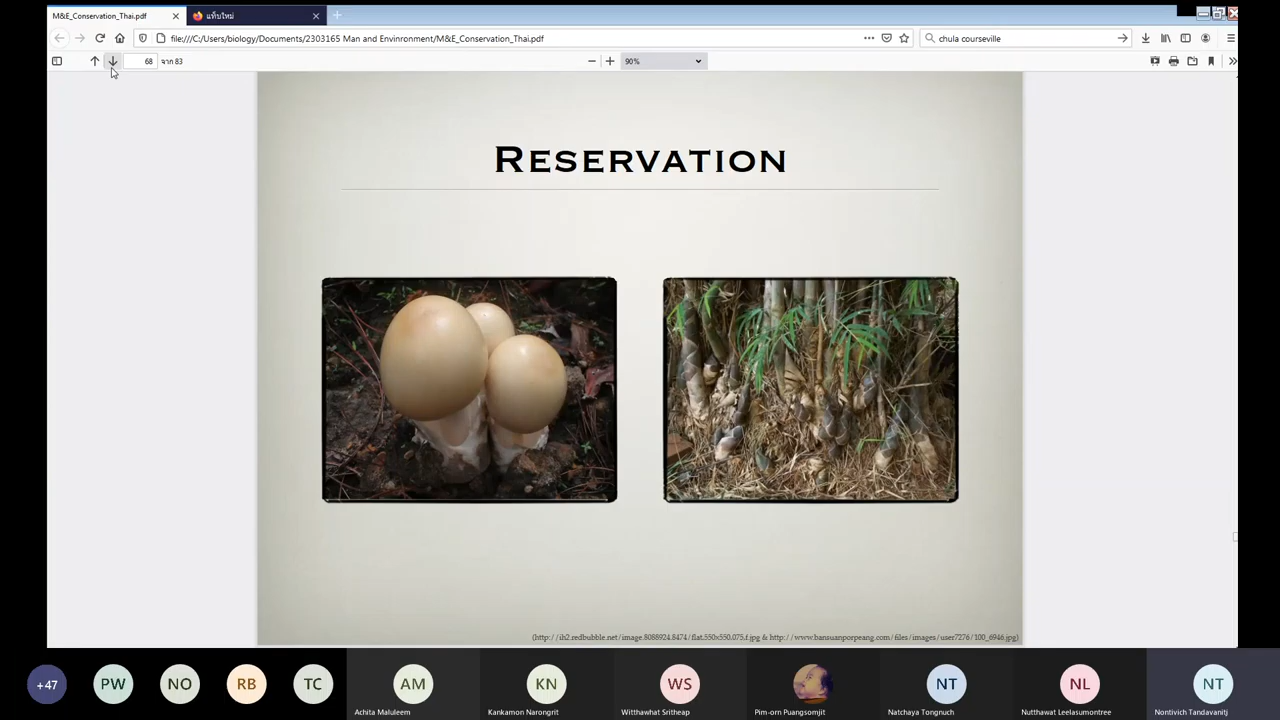 M&E_Conservation_Thai.pdf
แท็บใหม่
file:///C:/Users/biology/Documents/2303165 Man and Envinronment/M&E_Conservation_Thai.pdf
chula courseville
68 จาก 83
90%
RESERVATION
(http://ih2.redbubble.net/image.8088924.8474/flat,550x550,075,f.jpg & http://www.bansuanporpeang.com/files/images/user7276/100_6946.jpg)
+47
PW
NO
RB
TC
AM
KN
WS
NT
NL
NT
Achita Maluleem
Kankamon Narongrit
Witthawhat Sritheap
Pim-orn Puangsomjit
Natchaya Tongnuch
Nutthawat Leelasumontree
Nontivich Tandavanitj